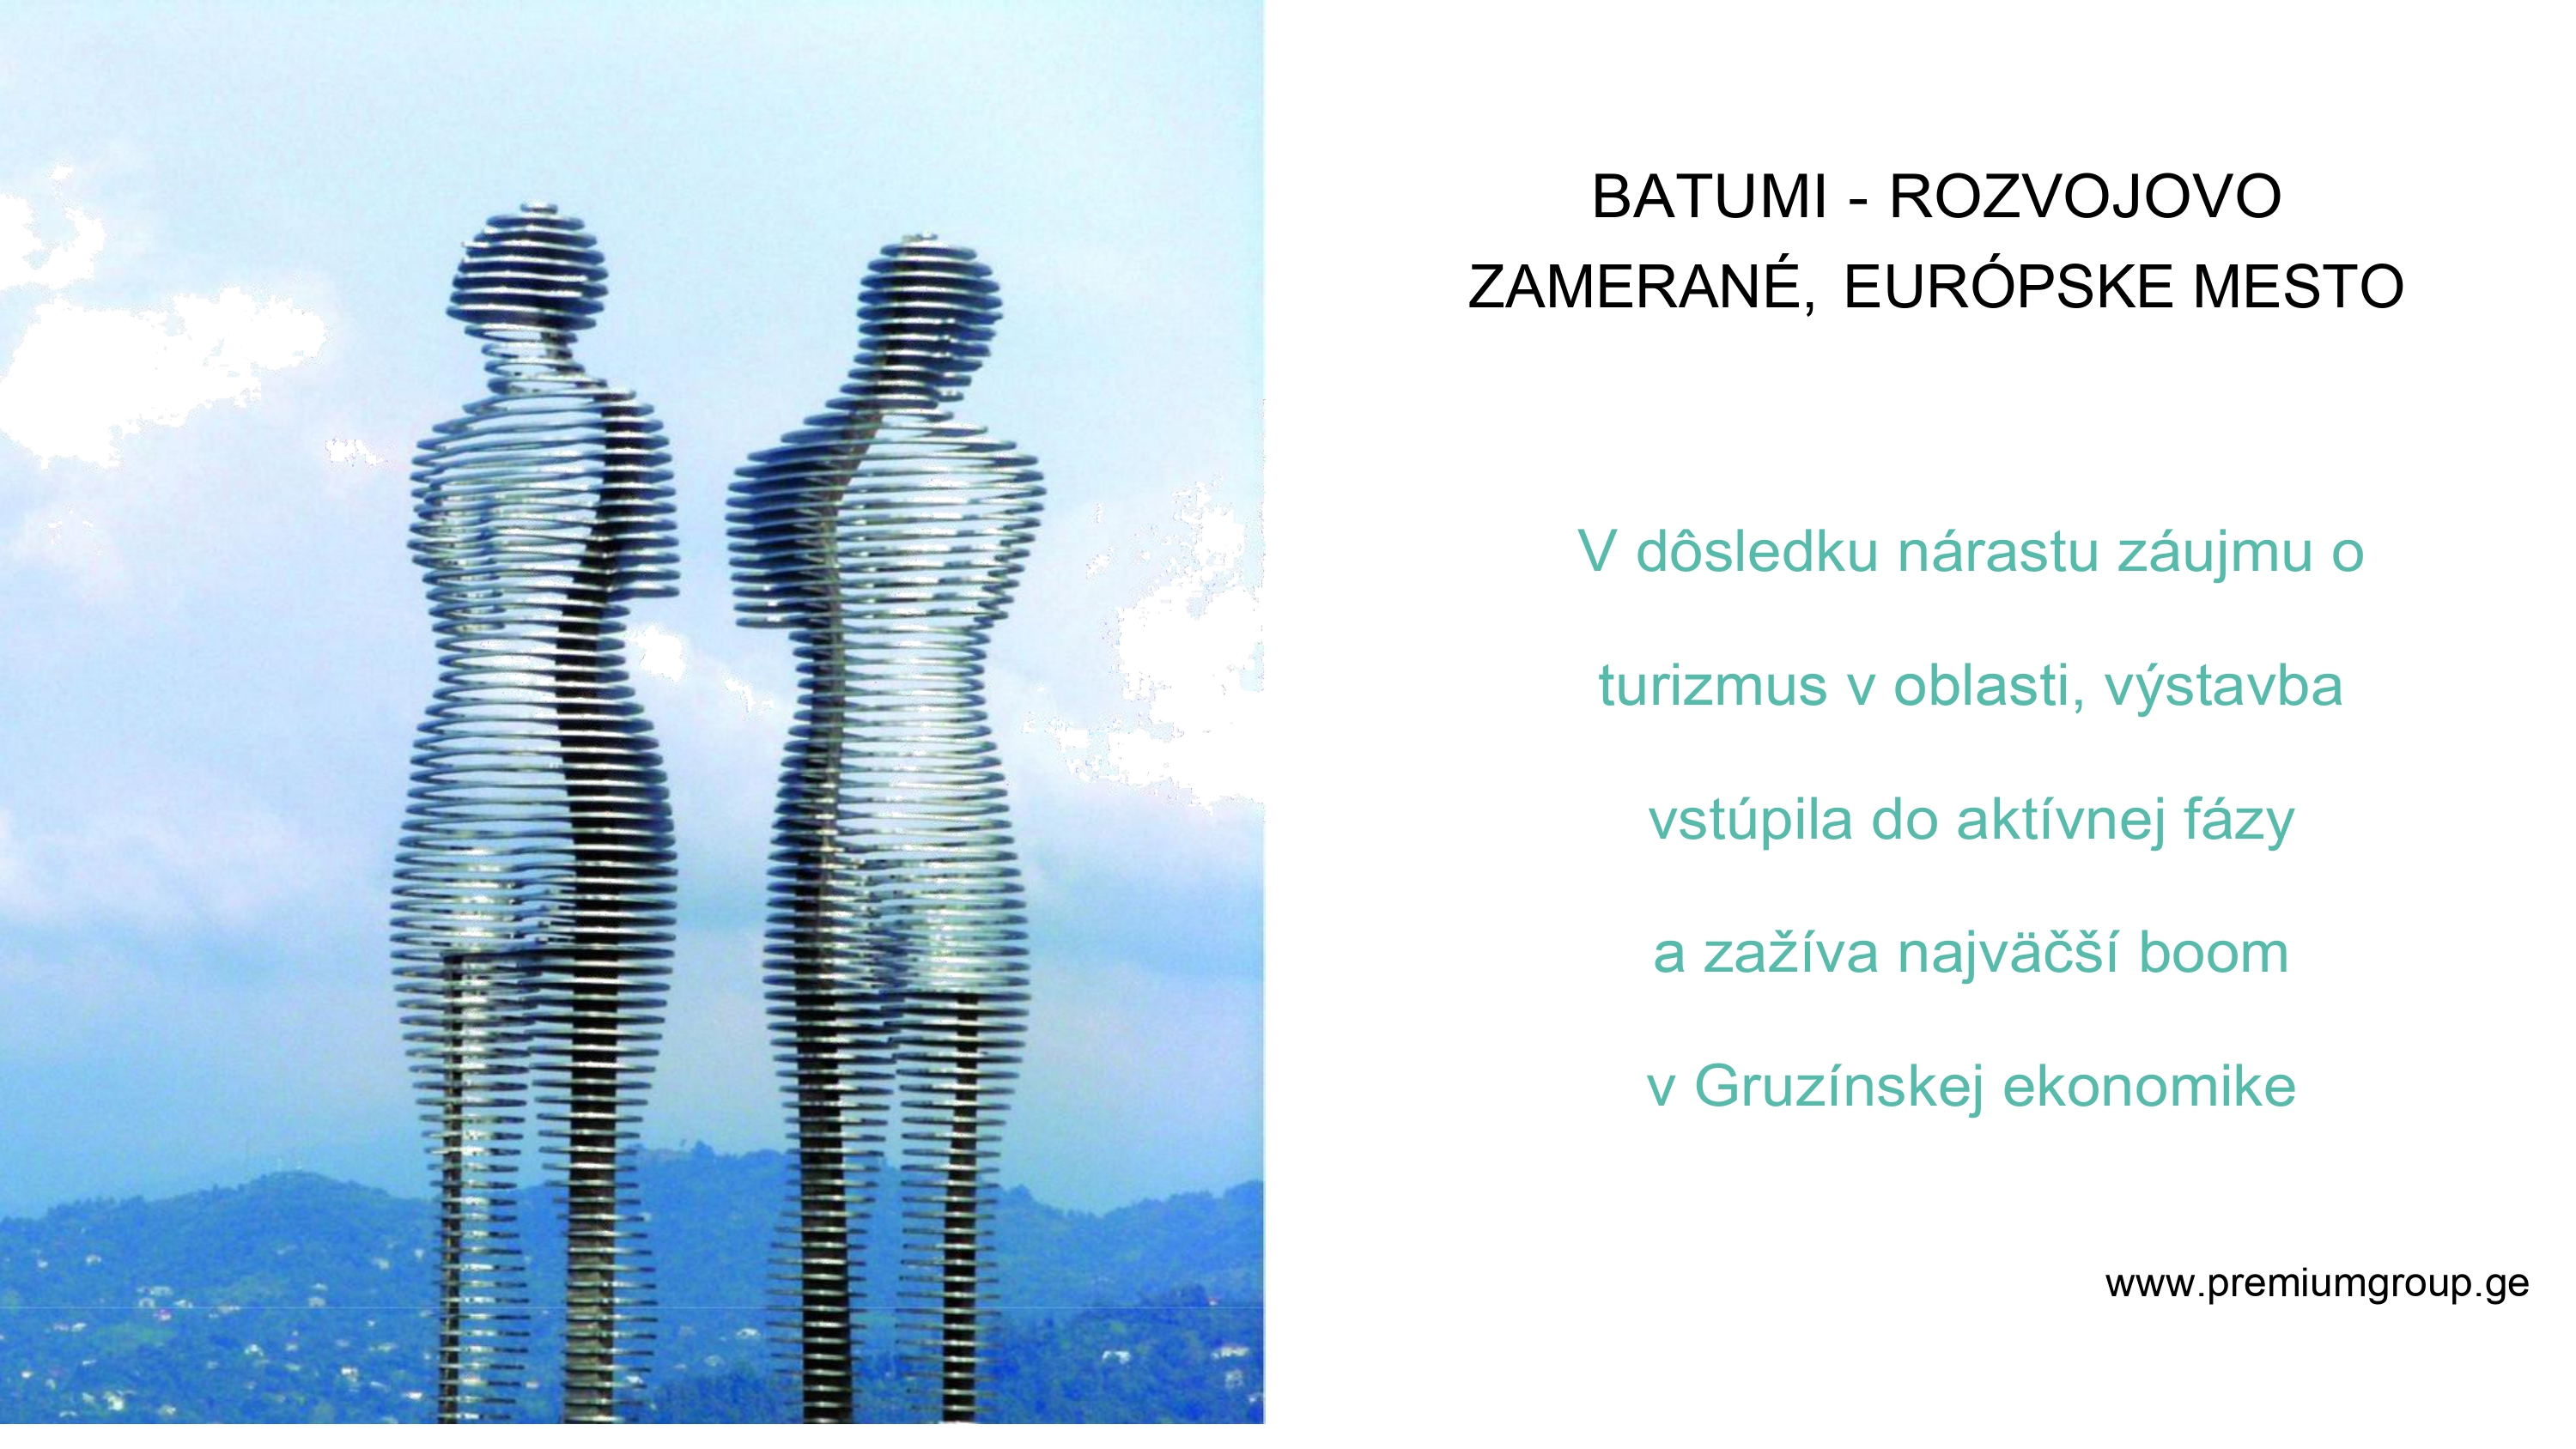 BATUMI - ROZVOJOVO
ZAMERANÉ, EURÓPSKE MESTO
V dôsledku nárastu záujmu o
turizmus v oblasti, výstavba
vstúpila do aktívnej fázy
a zažíva najväčší boom
v Gruzínskej ekonomike
www.premiumgroup.ge